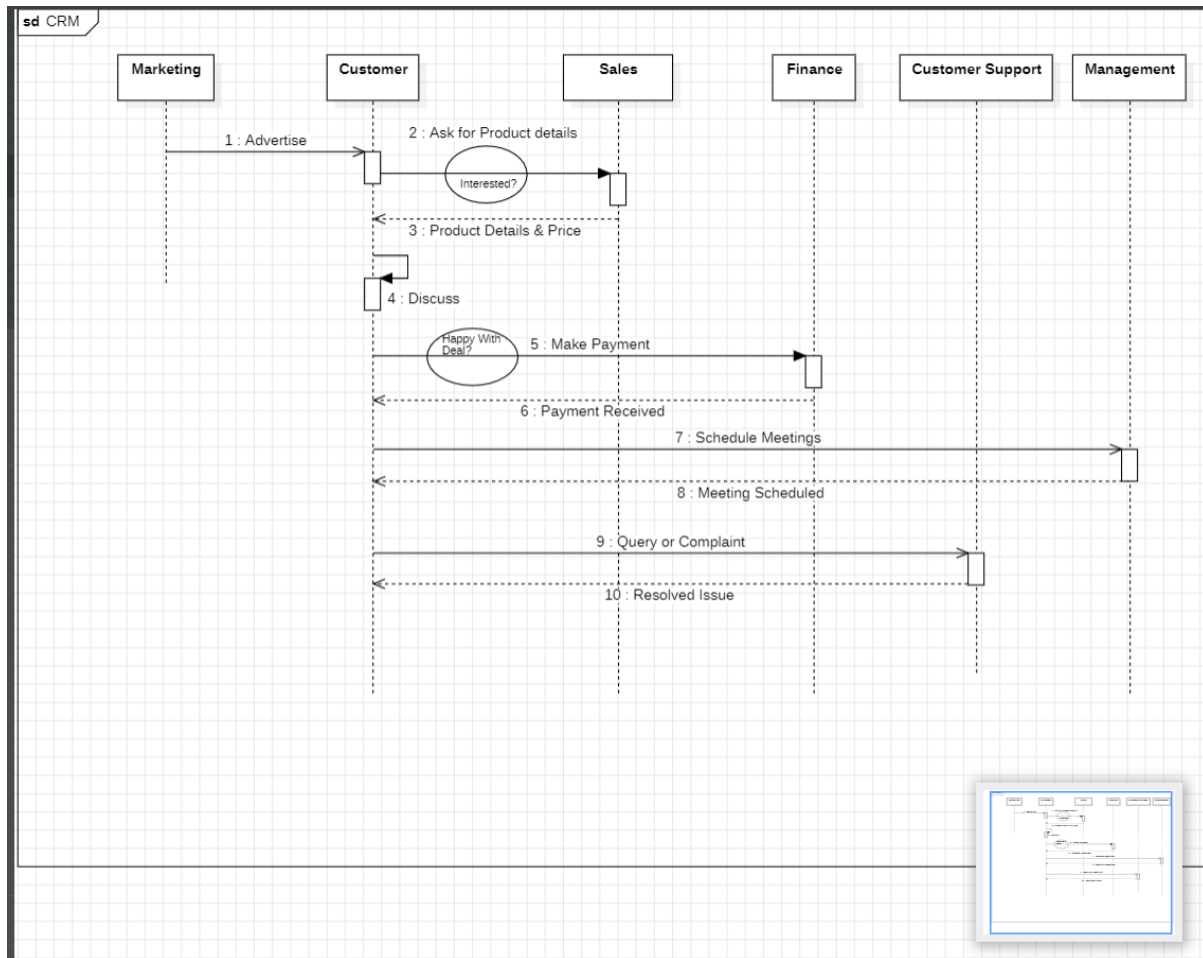 sd CRM
Marketing
Customer
Sales
Finance
Customer Support
Management
1 : Advertise
2 : Ask for Product details
Interested?
3 : Product Details & Price
4 : Discuss
Happy With
Deal?
5 : Make Payment
6 : Payment Received
7 : Schedule Meetings
8 : Meeting Scheduled
9 : Query or Complaint
10 : Resolved Issue